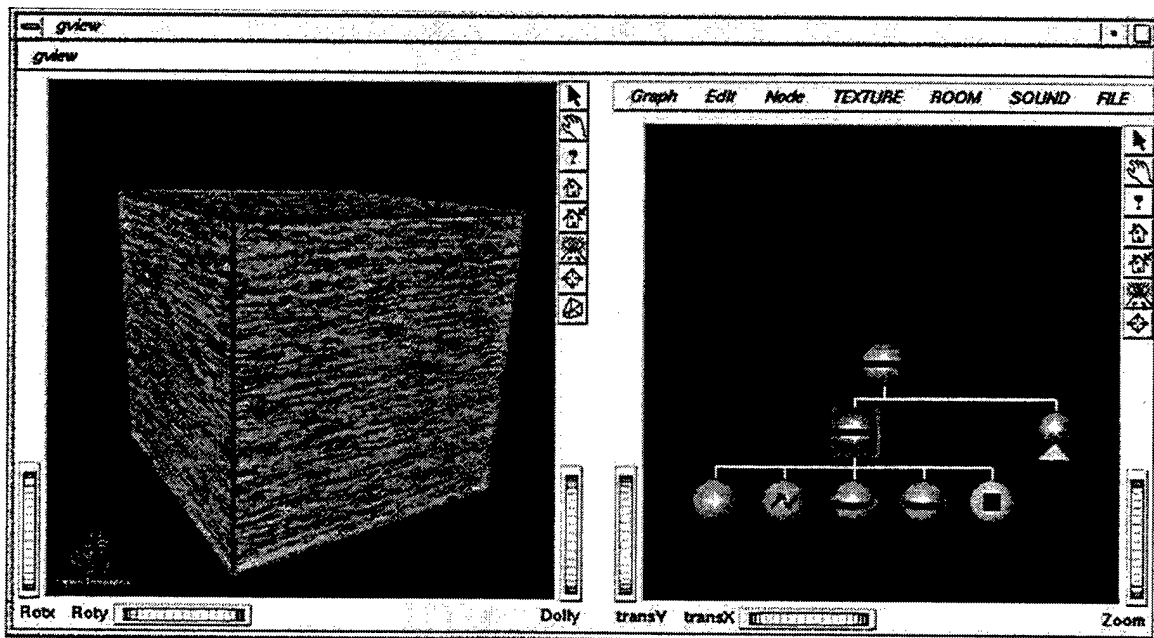 gview
gview
Graph Edit Node TEXTURE ROOM SOUND FILE
Rotx Roty Dolly
transY transX Zoom